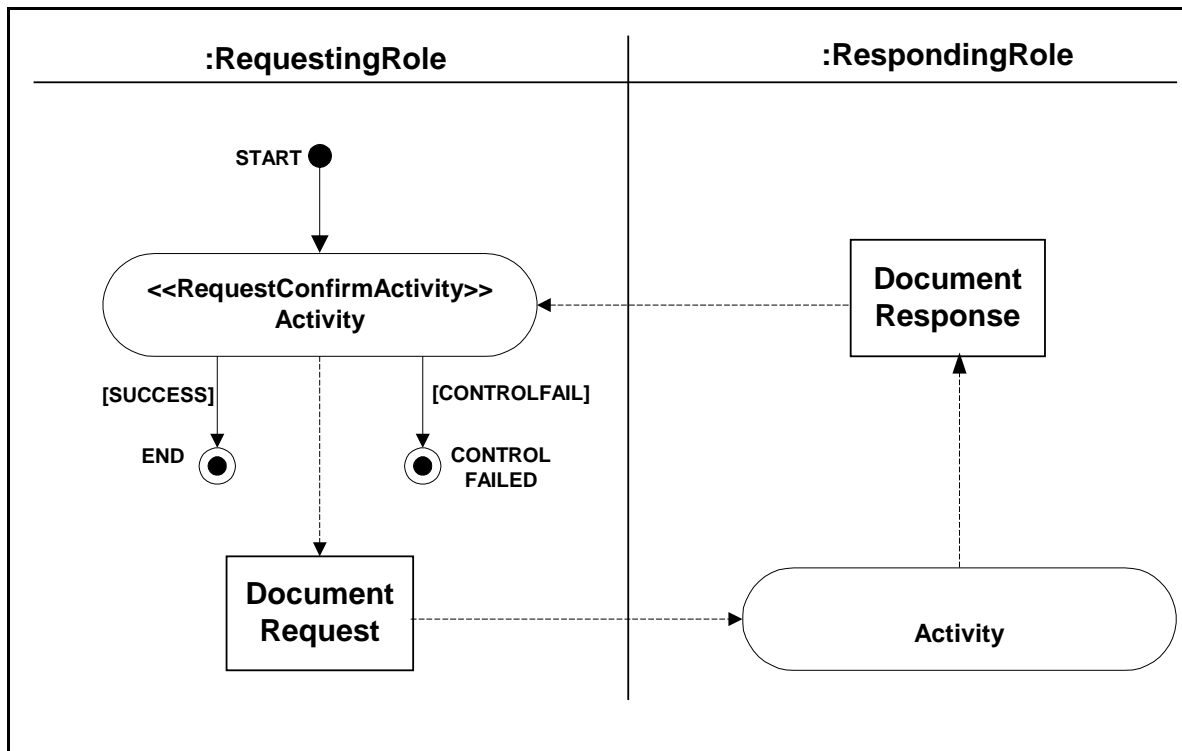 :RequestingRole
:RespondingRole
START
<<RequestConfirmActivity>>
Activity
Document
Response
[SUCCESS]
[CONTROLFAIL]
END
CONTROL
FAILED
Document
Request
Activity